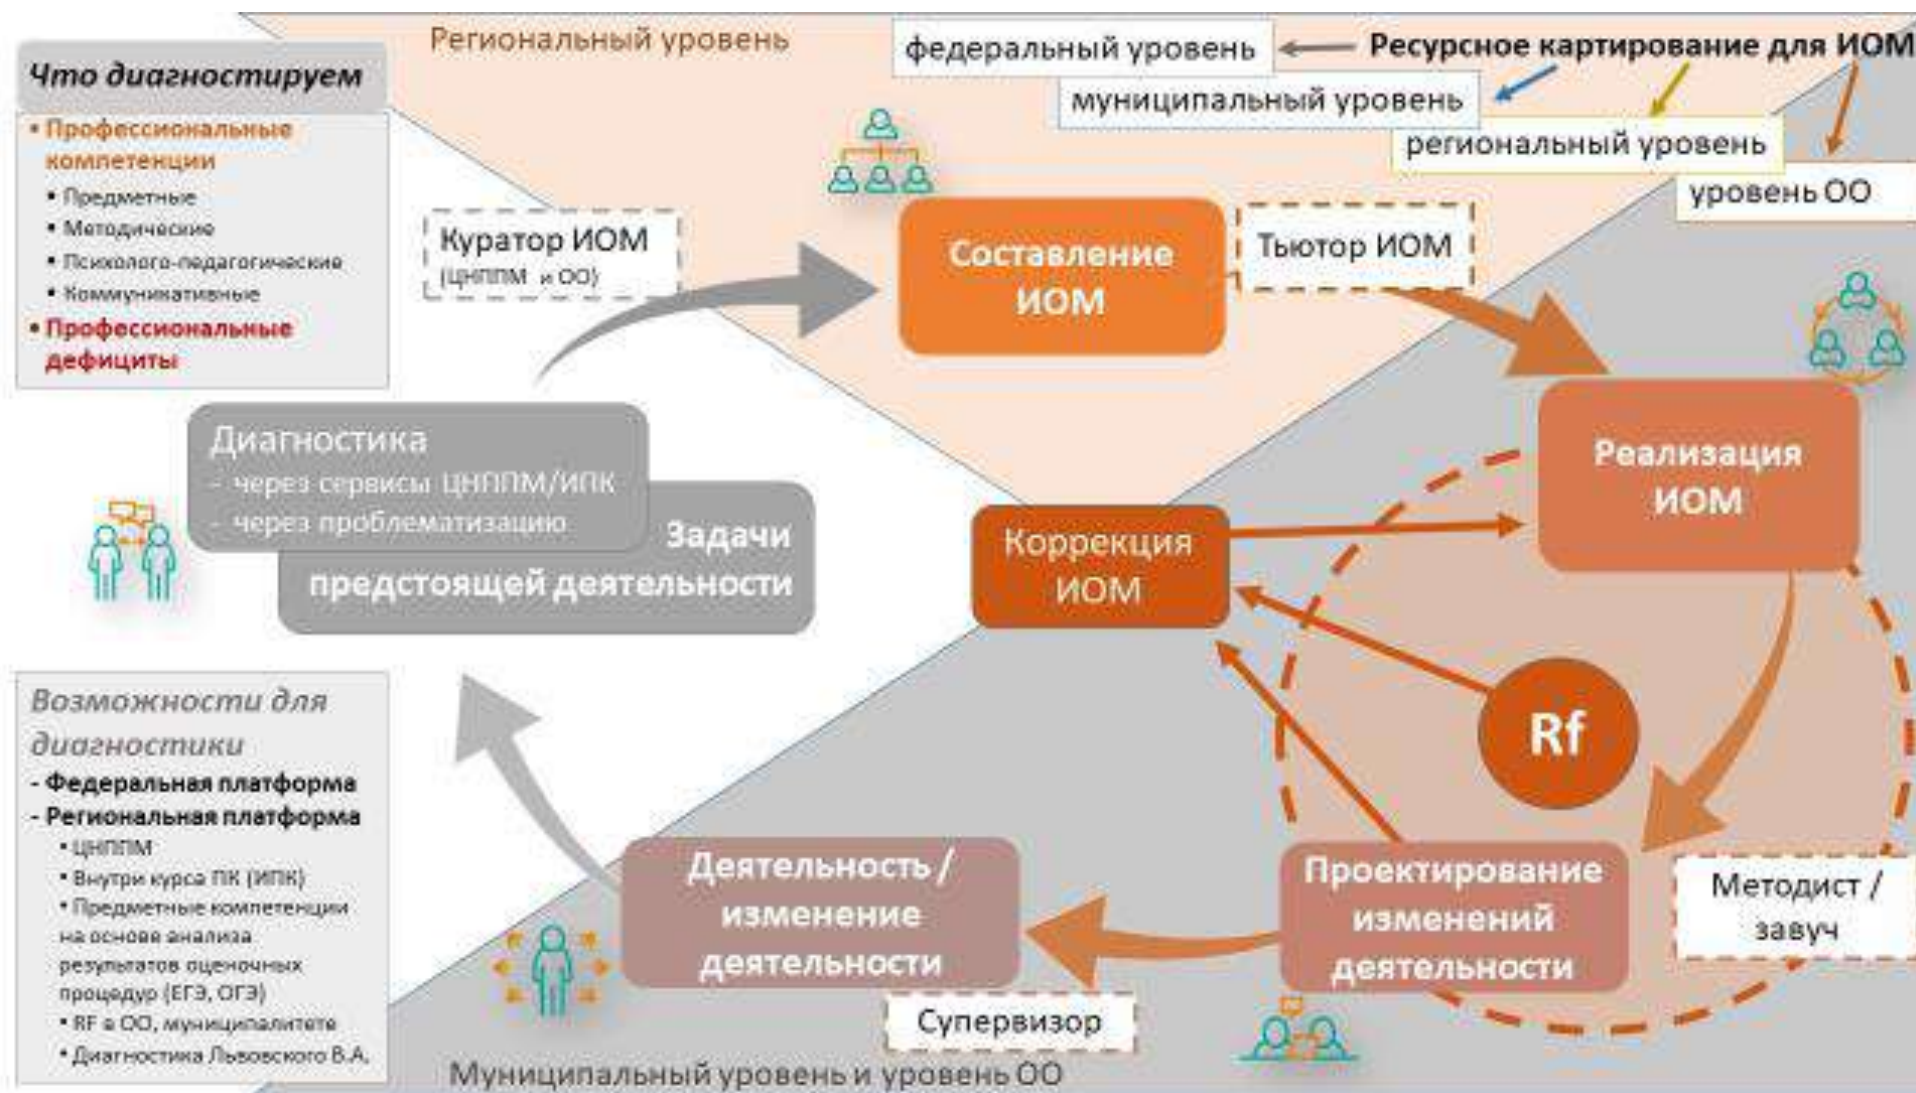 Региональный уровень
федеральный уровень
Ресурсное картирование для ИОМ
муниципальный уровень
региональный уровень
уровень ОО
Что диагностируем
▪ Профессиональные
компетенции
▪ Предметные
▪ Методические
▪ Психолого-педагогические
▪ Коммуникативные
▪ Профессиональные
дефициты
Куратор ИОМ
(ЦНППМ и ОО)
Составление
ИОМ
Тьютор ИОМ
Реализация
ИОМ
Диагностика
- через сервисы ЦНППМ/ИПК
- через проблематизацию
Задачи
предстоящей деятельности
Коррекция
ИОМ
Rf
Возможности для
диагностики
- Федеральная платформа
- Региональная платформа
• ЦНППМ
• Внутри курса ПК (ИПК)
• Предметные компетенции
на основе анализа
результатов оценочных
процедур (ЕГЭ, ОГЭ)
• RF в ОО, муниципалитете
• Диагностика Львовского В.А.
Деятельность /
изменение
деятельности
Супервизор
Проектирование
изменений
деятельности
Методист /
завуч
Муниципальный уровень и уровень ОО